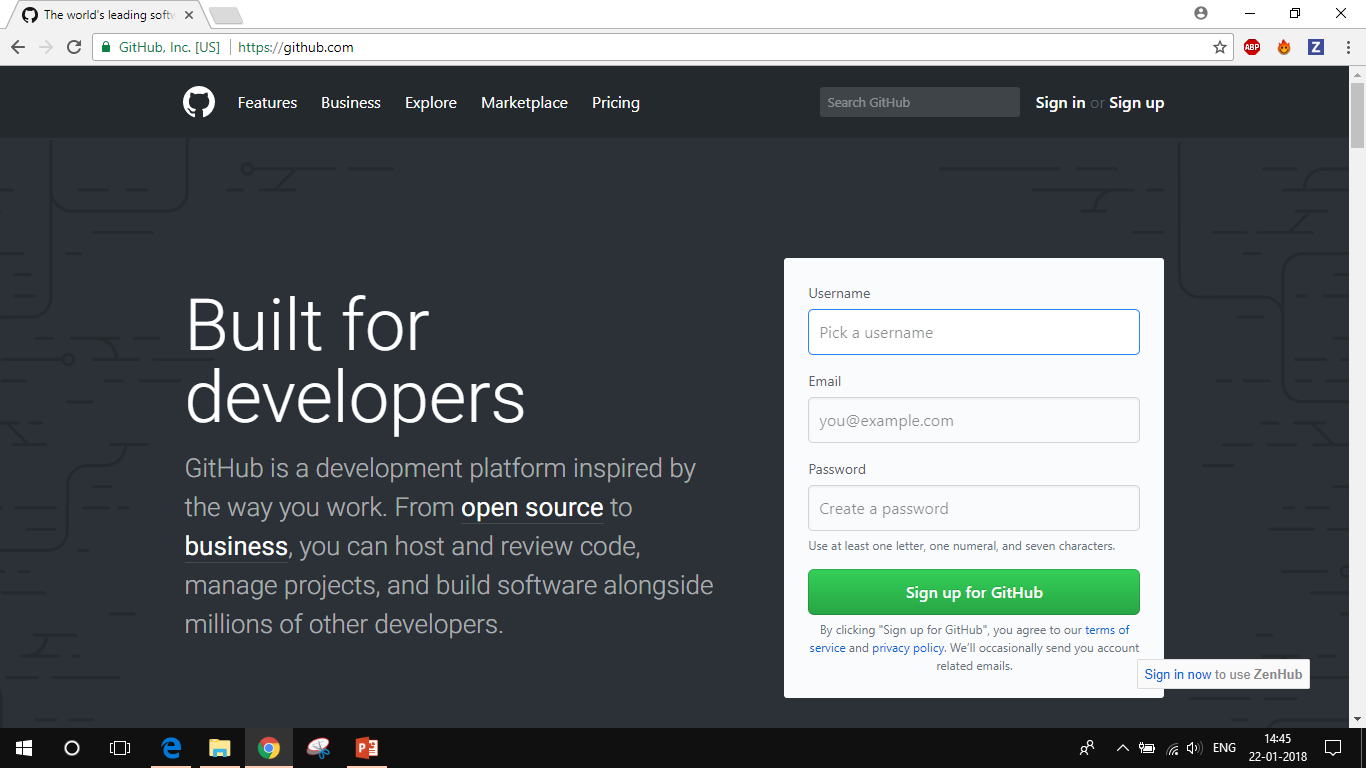 The world's leading softw
GitHub, Inc. [US] https://github.com
ABP
Z
Features Business Explore Marketplace Pricing
Search GitHub
Sign in or Sign up
Built for
developers
GitHub is a development platform inspired by
the way you work. From open source to
business, you can host and review code,
manage projects, and build software alongside
millions of other developers.
Username
Pick a username
Email
you@example.com
Password
Create a password
Use at least one letter, one numeral, and seven characters.
Sign up for GitHub
By clicking "Sign up for GitHub", you agree to our terms of
service and privacy policy. We'll occasionally send you account
related emails.
Sign in now to use ZenHub
ENG
14:45
22-01-2018